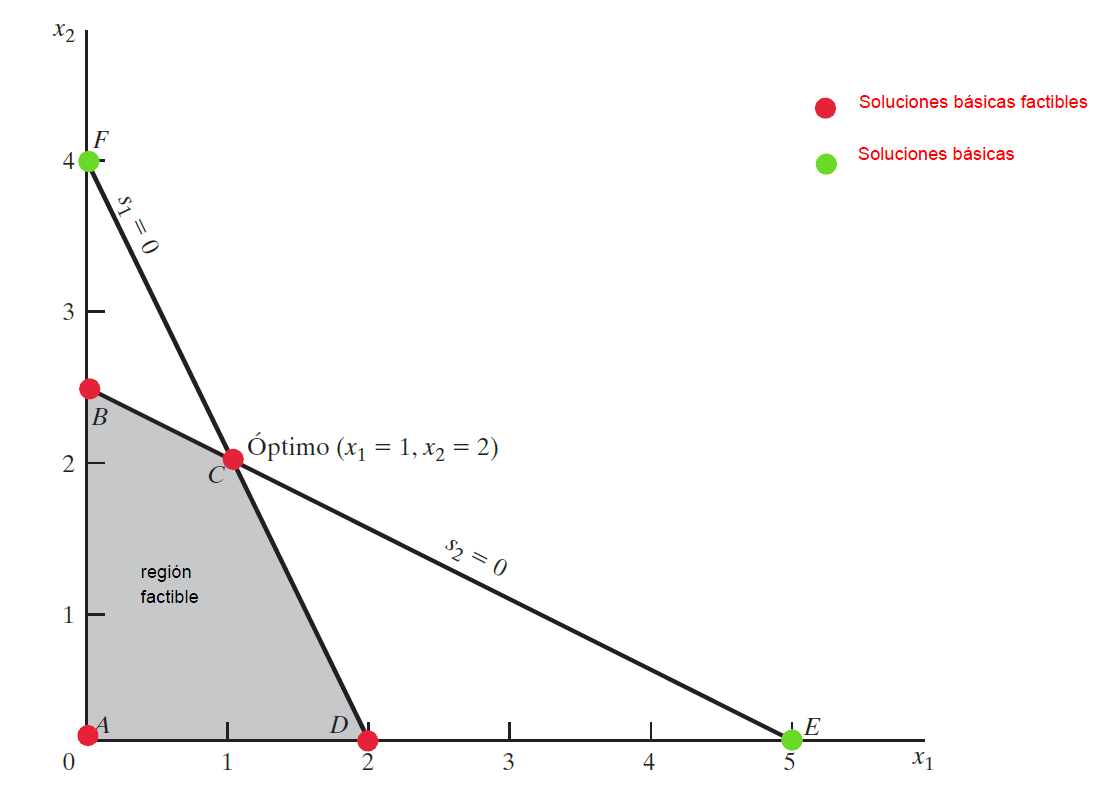 x₂
Soluciones básicas factibles
F
Soluciones básicas
4
s₁ = 0
3
B
Óptimo (x₁ = 1, x₂ = 2)
2
C
s₂ = 0
región
factible
1
A
D
E
0
1
2
3
4
5
x₁